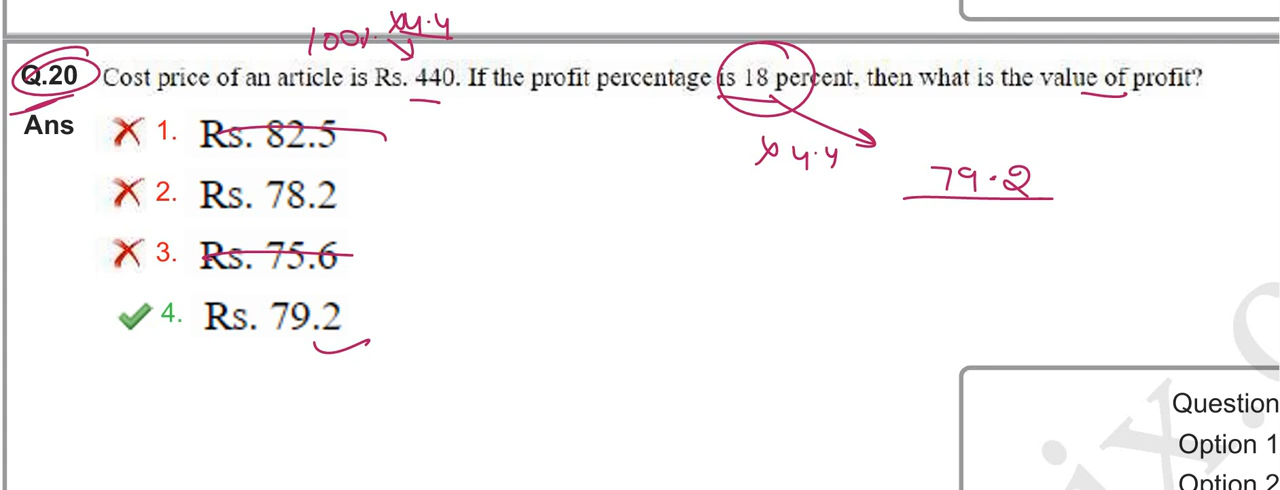 100% ×4.4
Q.20 Cost price of an article is Rs. 440. If the profit percentage is 18 percent, then what is the value of profit?
Ans 1. Rs. 82.5
×4.4
79.2
2. Rs. 78.2
3. Rs. 75.6
4. Rs. 79.2
Question
Option 1
Option 2